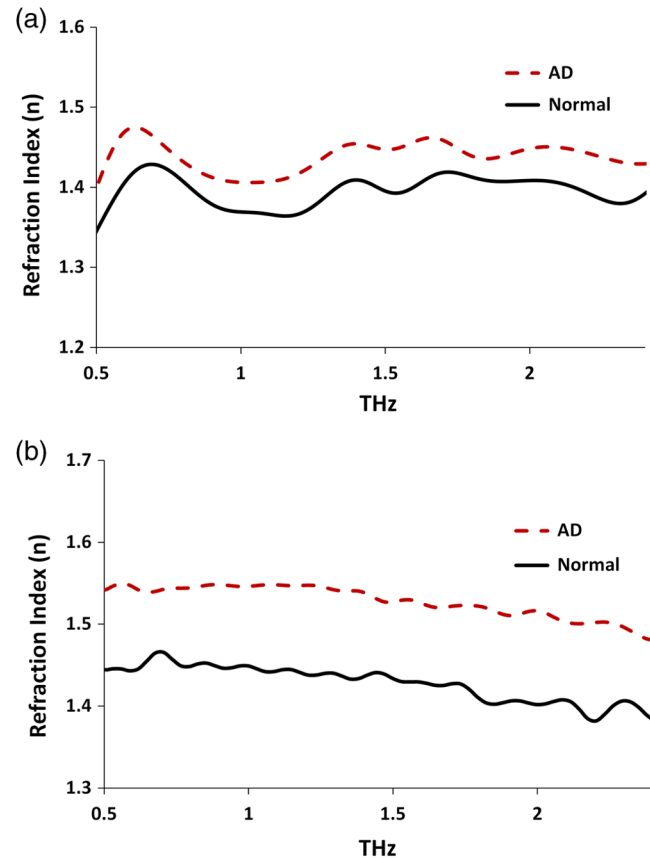 (a)
1.6
1.5
1.4
1.3
1.2
Refraction Index (n)
AD
Normal
0.5 1 1.5 2
THz
(b)
1.7
1.6
1.5
1.4
1.3
Refraction Index (n)
AD
Normal
0.5 1 1.5 2
THz